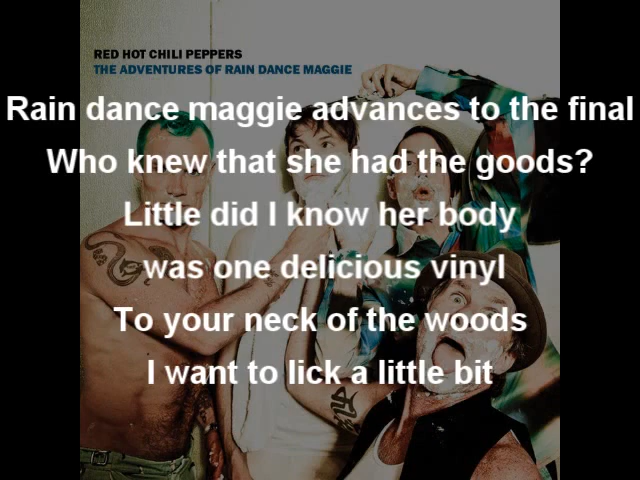 RED HOT CHILI PEPPERS
THE ADVENTURES OF RAIN DANCE MAGGIE
Rain dance maggie advances to the final
Who knew that she had the goods?
Little did I know her body
was one delicious vinyl
To your neck of the woods
I want to lick a little bit